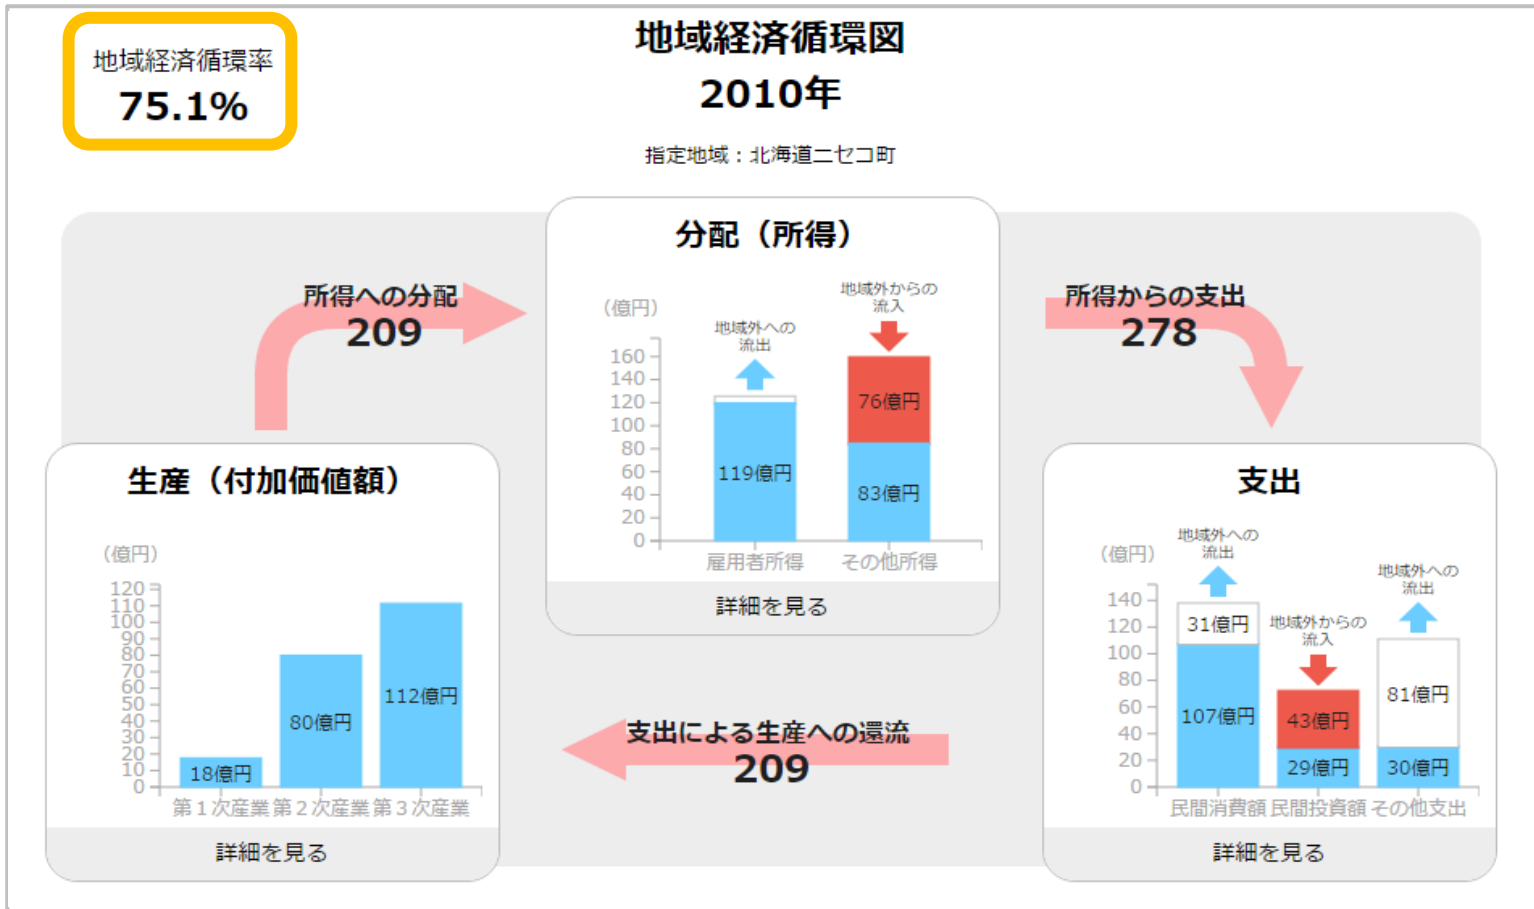 地域経済循環率
75.1%
地域経済循環図
2010年
指定地域：北海道ニセコ町
所得への分配
209
分配（所得）
（億円）
地域外への
流出
地域外からの
流入
160
140
120
100
80
60
40
20
0
119億円
76億円
83億円
雇用者所得
その他所得
詳細を見る
所得からの支出
278
生産（付加価値額）
（億円）
120
110
100
90
80
70
60
50
40
30
20
10
0
18億円
80億円
112億円
第１次産業
第２次産業
第３次産業
詳細を見る
支出による生産への還流
209
支出
（億円）
地域外への
流出
地域外からの
流入
地域外への
流出
140
120
100
80
60
40
20
0
31億円
107億円
43億円
29億円
81億円
30億円
民間消費額
民間投資額
その他支出
詳細を見る